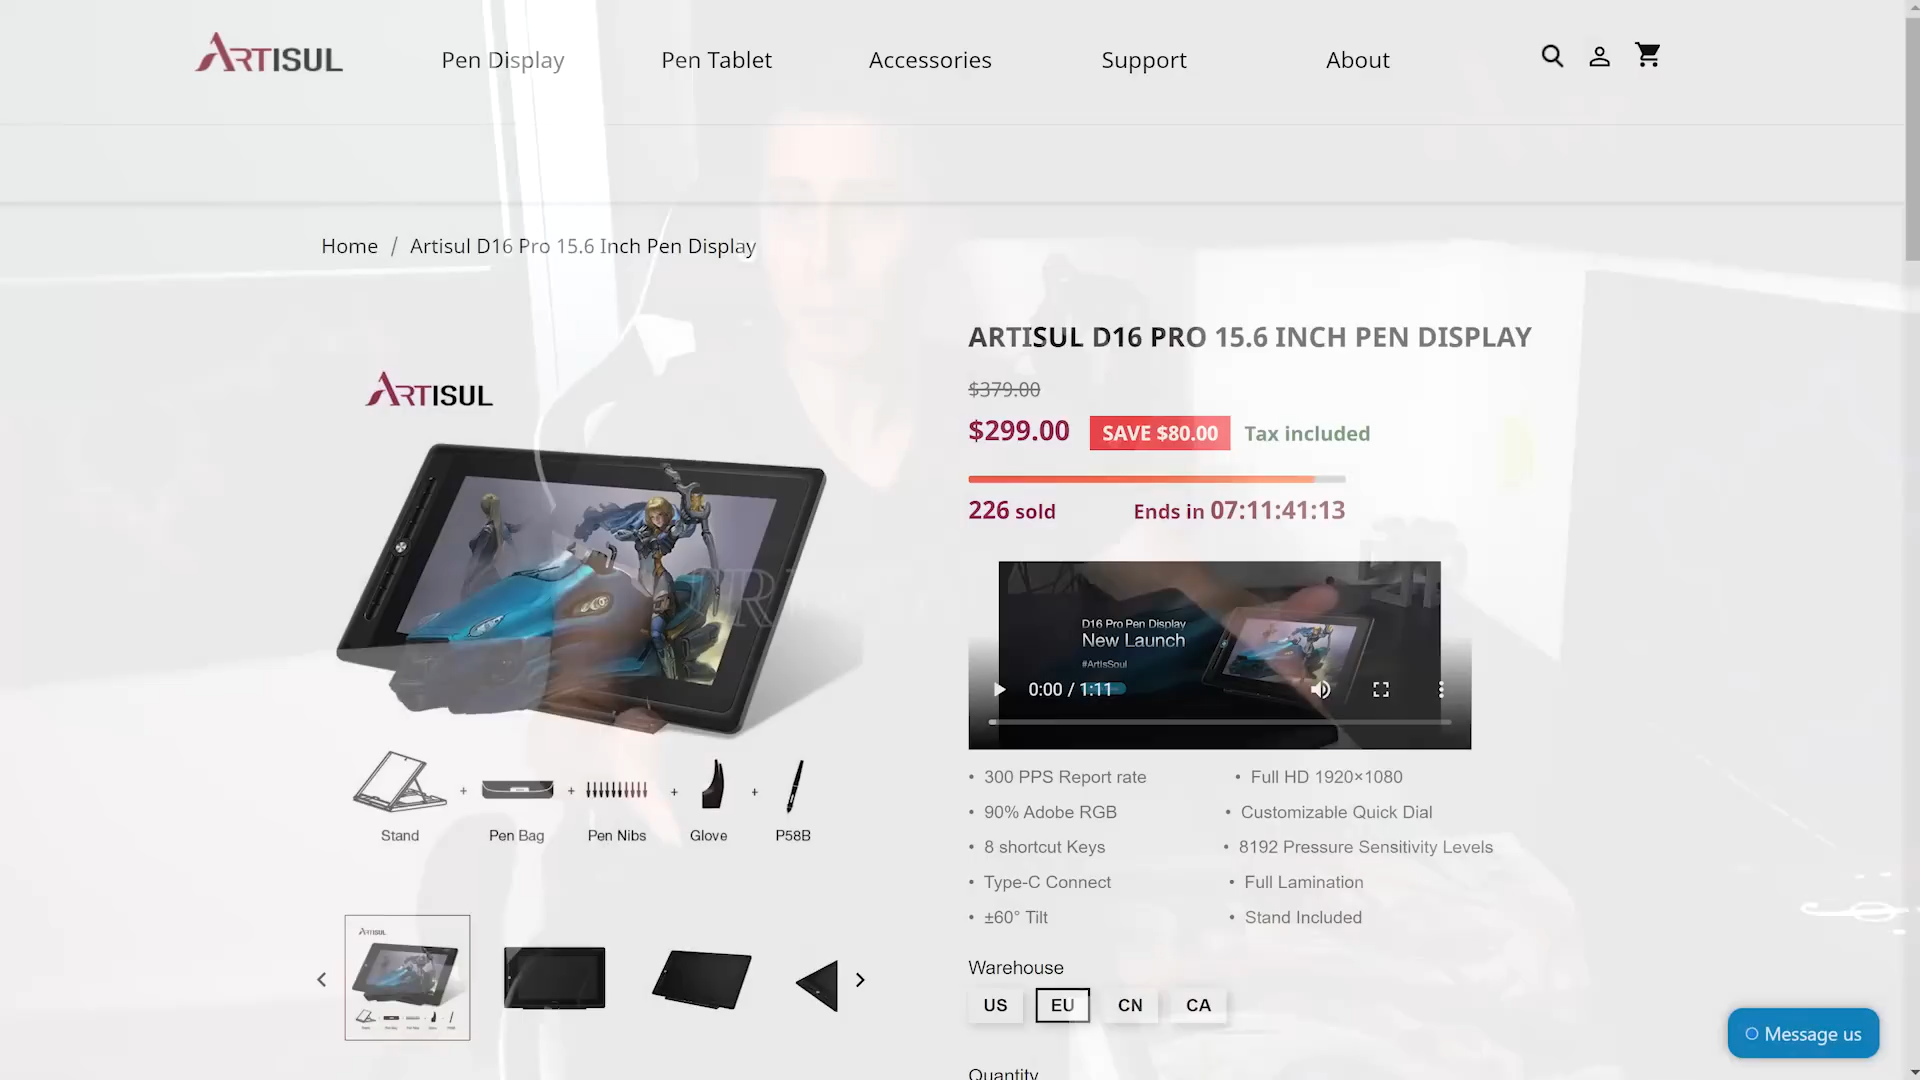 ARTISUL
Pen Display
Pen Tablet
Accessories
Support
About
Home / Artisul D16 Pro 15.6 Inch Pen Display
ARTISUL
ARTISUL D16 PRO 15.6 INCH PEN DISPLAY
$379.00
$299.00 SAVE $80.00 Tax included
226 sold Ends in 07:11:41:13
D16 Pro Pen Display
New Launch
#ArtisSoul
0:00 / 1:11
Stand + Pen Bag + Pen Nibs + Glove + P58B
• 300 PPS Report rate • Full HD 1920×1080
• 90% Adobe RGB • Customizable Quick Dial
• 8 shortcut Keys • 8192 Pressure Sensitivity Levels
• Type-C Connect • Full Lamination
• ±60° Tilt • Stand Included
ARTISUL
Warehouse
US EU CN CA
Quantity
Message us